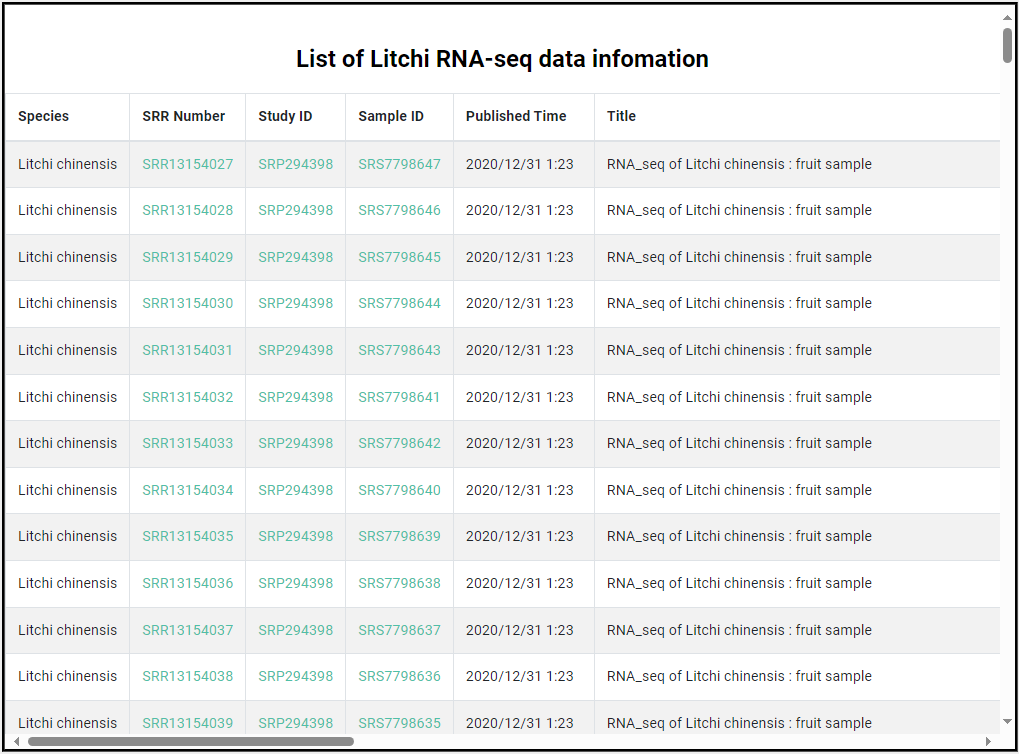 List of Litchi RNA-seq data infomation
Species SRR Number Study ID Sample ID Published Time Title
Litchi chinensis SRR13154027 SRP294398 SRS7798647 2020/12/31 1:23 RNA_seq of Litchi chinensis : fruit sample
Litchi chinensis SRR13154028 SRP294398 SRS7798646 2020/12/31 1:23 RNA_seq of Litchi chinensis : fruit sample
Litchi chinensis SRR13154029 SRP294398 SRS7798645 2020/12/31 1:23 RNA_seq of Litchi chinensis : fruit sample
Litchi chinensis SRR13154030 SRP294398 SRS7798644 2020/12/31 1:23 RNA_seq of Litchi chinensis : fruit sample
Litchi chinensis SRR13154031 SRP294398 SRS7798643 2020/12/31 1:23 RNA_seq of Litchi chinensis : fruit sample
Litchi chinensis SRR13154032 SRP294398 SRS7798641 2020/12/31 1:23 RNA_seq of Litchi chinensis : fruit sample
Litchi chinensis SRR13154033 SRP294398 SRS7798642 2020/12/31 1:23 RNA_seq of Litchi chinensis : fruit sample
Litchi chinensis SRR13154034 SRP294398 SRS7798640 2020/12/31 1:23 RNA_seq of Litchi chinensis : fruit sample
Litchi chinensis SRR13154035 SRP294398 SRS7798639 2020/12/31 1:23 RNA_seq of Litchi chinensis : fruit sample
Litchi chinensis SRR13154036 SRP294398 SRS7798638 2020/12/31 1:23 RNA_seq of Litchi chinensis : fruit sample
Litchi chinensis SRR13154037 SRP294398 SRS7798637 2020/12/31 1:23 RNA_seq of Litchi chinensis : fruit sample
Litchi chinensis SRR13154038 SRP294398 SRS7798636 2020/12/31 1:23 RNA_seq of Litchi chinensis : fruit sample
Litchi chinensis SRR13154039 SRP294398 SRS7798635 2020/12/31 1:23 RNA_seq of Litchi chinensis : fruit sample